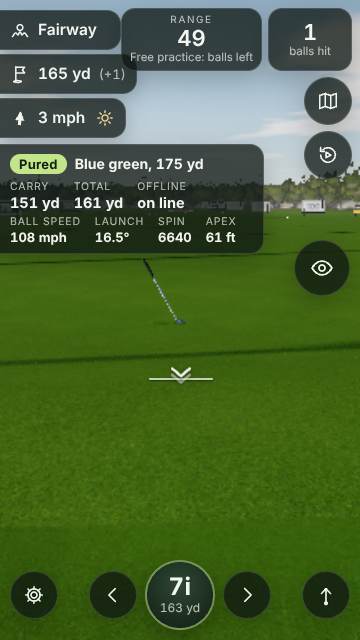 Fairway
RANGE
49
Free practice: balls left
1
balls hit
165 yd (+1)
3 mph
Pured Blue green, 175 yd
CARRY TOTAL OFFLINE
151 yd 161 yd on line
BALL SPEED LAUNCH SPIN APEX
108 mph 16.5° 6640 61 ft
7i
163 yd